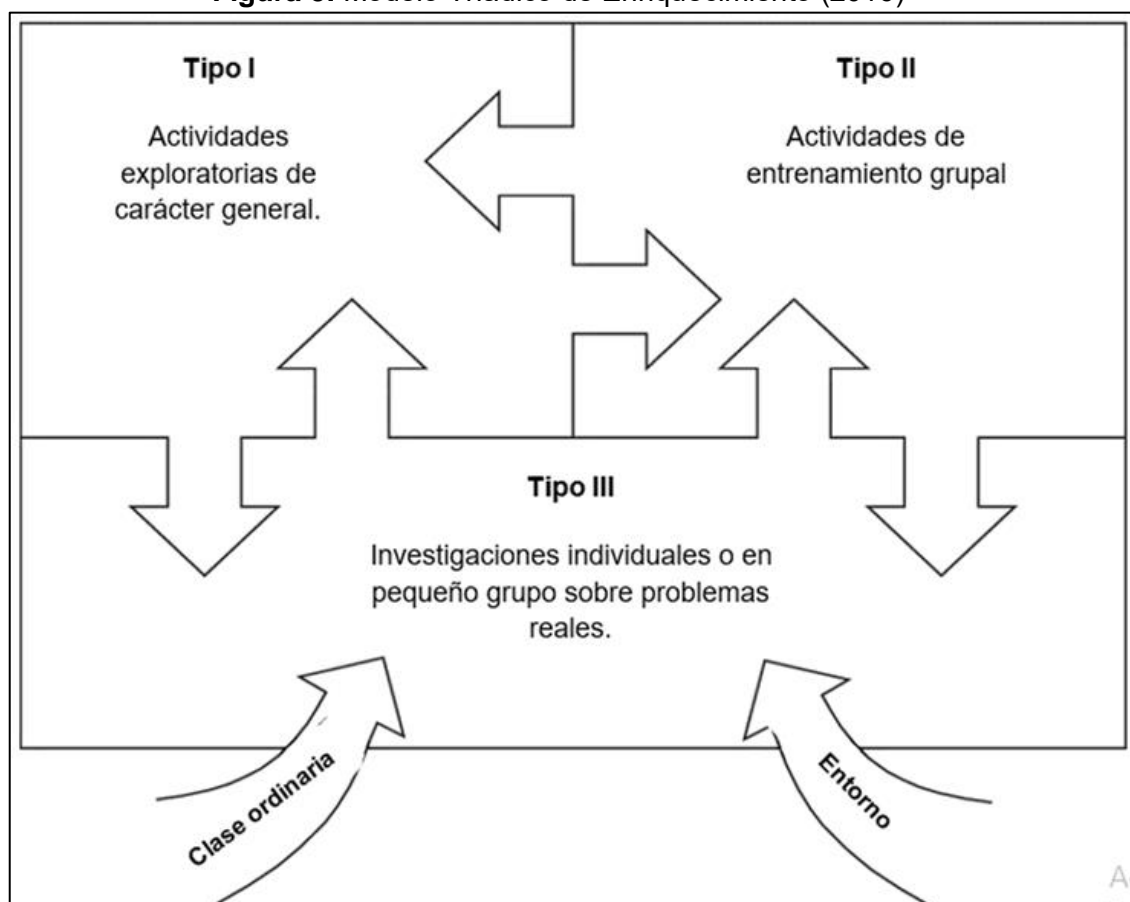 Tipo I
Actividades
exploratorias de
carácter general.
Tipo II
Actividades de
entrenamiento grupal
Tipo III
Investigaciones individuales o en
pequeño grupo sobre problemas
reales.
Clase ordinaria
Entorno
A